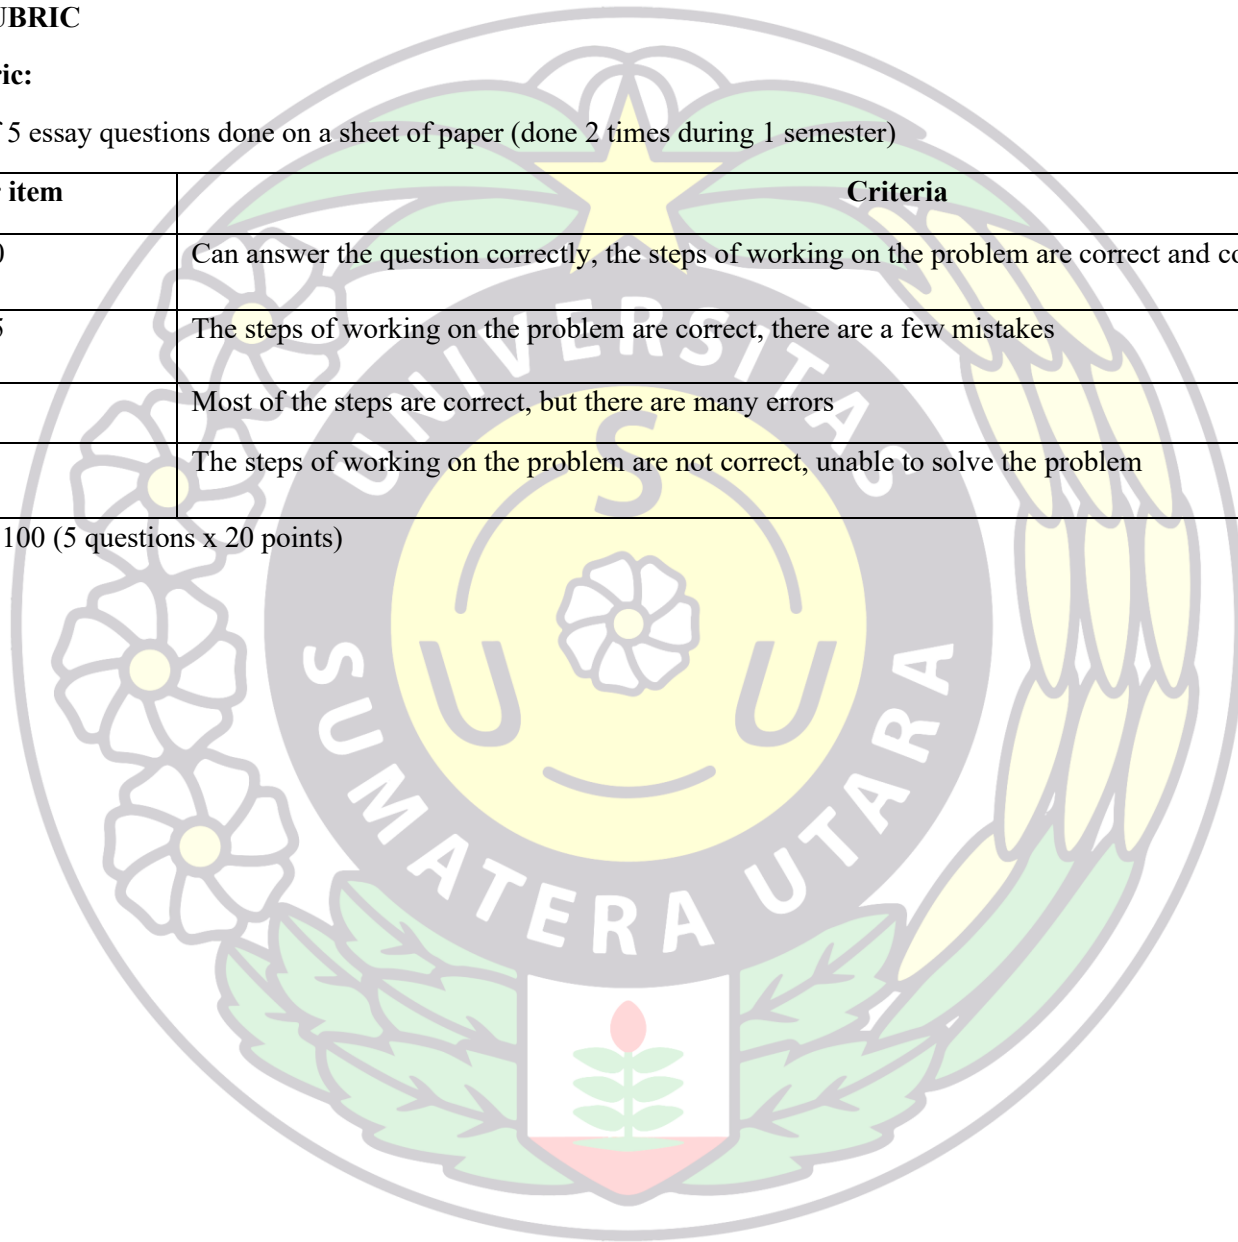 UBRIC
ric:
5 essay questions done on a sheet of paper (done 2 times during 1 semester)
item Criteria
0 Can answer the question correctly, the steps of working on the problem are correct and co
5 The steps of working on the problem are correct, there are a few mistakes
Most of the steps are correct, but there are many errors
The steps of working on the problem are not correct, unable to solve the problem
100 (5 questions x 20 points)
UNIVERSITAS
S
U U
SUMATERA UTARA